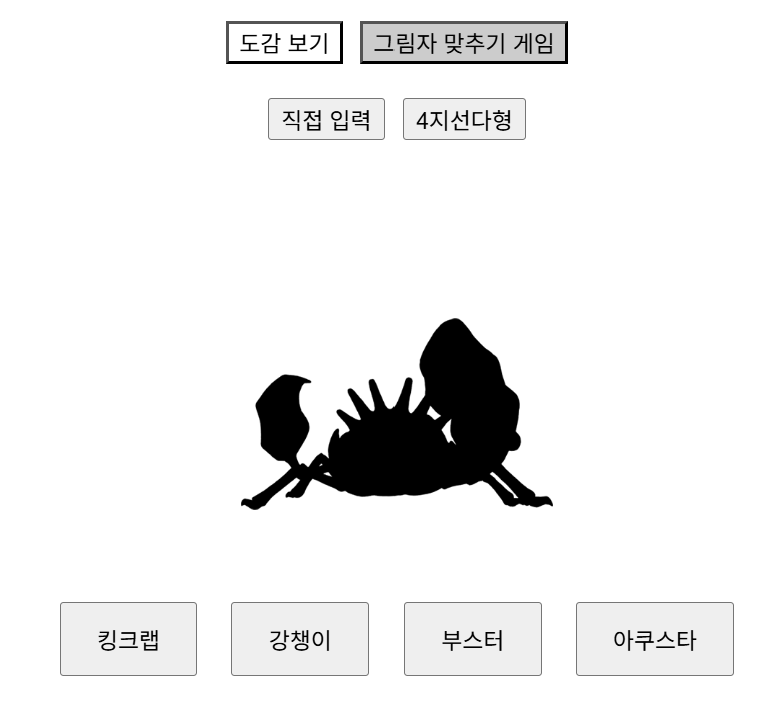 도감 보기 그림자 맞추기 게임
직접 입력 4지선다형
킹크랩 강챙이 부스터 아쿠스타